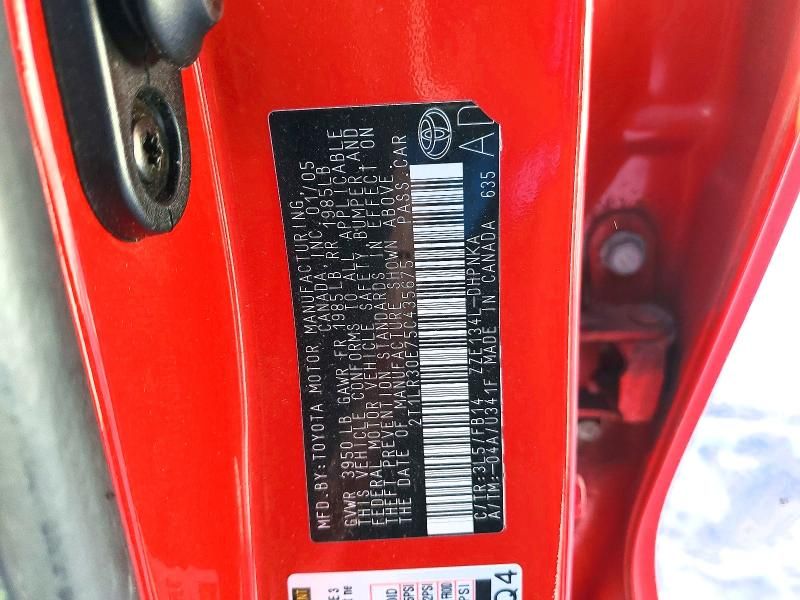 MFD.BY:TOYOTA MOTOR MANUFACTURING,
CANADA INC. 01/05
GVWR 3950 LB GAWR FR 1985LB RR 1985LB
THIS VEHICLE CONFORMS TO ALL APPLICABLE
FEDERAL MOTOR VEHICLE SAFETY BUMPER AND
THEFT PREVENTION STANDARDS IN EFFECT ON
THE DATE OF MANUFACTURE SHOWN ABOVE.
2T1LR30E75C435675 PASS.CAR
C/TR:3L5/FB14 ZZE134L-DHPNKA
A/TM:-04A/U341F MADE IN CANADA 635
Q4